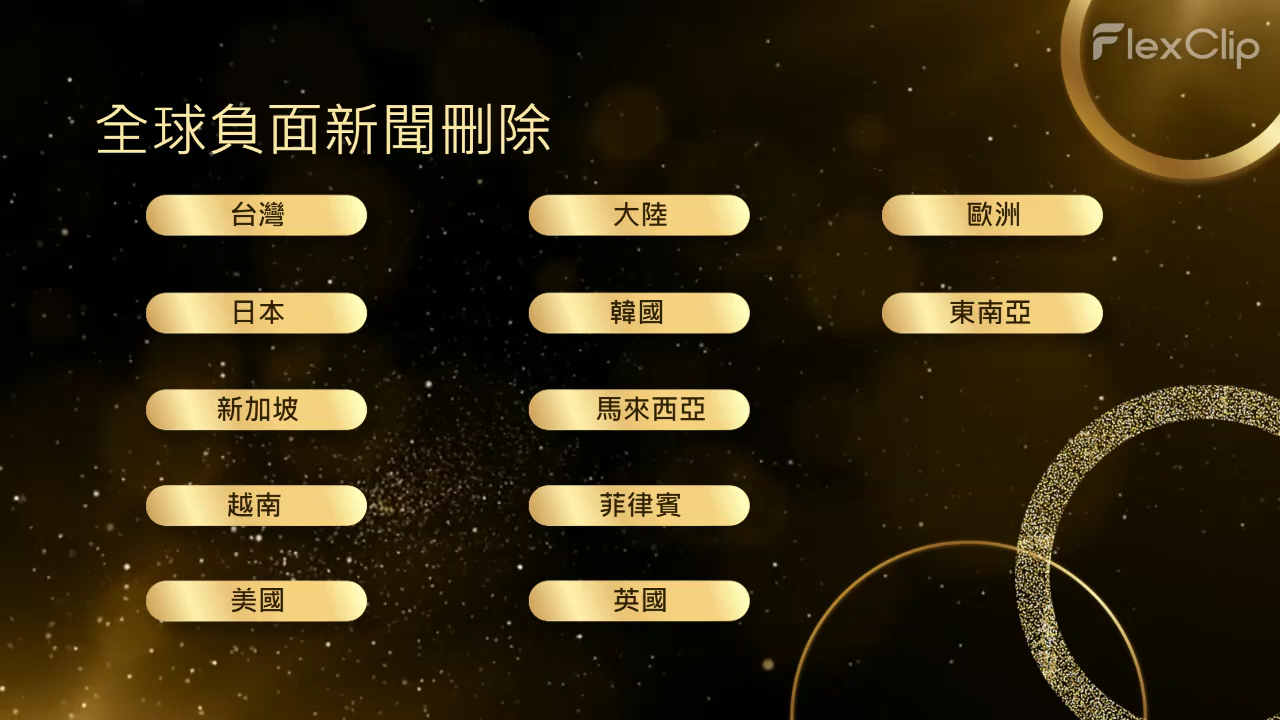 FlexClip
全球負面新聞刪除
台灣
大陸
歐洲
日本
韓國
東南亞
新加坡
馬來西亞
越南
菲律賓
美國
英國